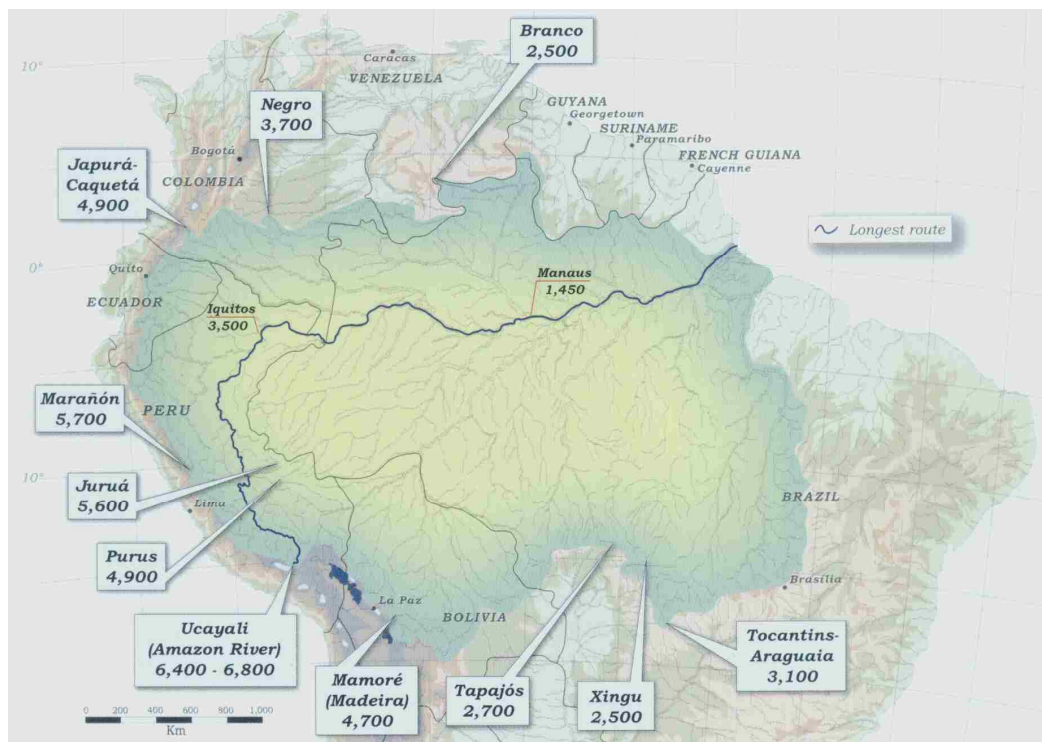 Branco
2,500
10°
Caracas
VENEZUELA
Negro
3,700
GUYANA
Georgetown
SURINAME
Paramaribo
FRENCH GUIANA
Cayenne
Bogotá
COLOMBIA
Japurá-
Caquetá
4,900
Longest route
0°
Quito
ECUADOR
Manaus
1,450
Iquitos
3,500
Marañón
5,700
PERU
10°
Juruá
5,600
Lima
BRAZIL
Purus
4,900
Brasília
La Paz
BOLIVIA
Ucayali
(Amazon River)
6,400 - 6,800
Mamoré
(Madeira)
4,700
Tapajós
2,700
Xingu
2,500
Tocantins-
Araguaia
3,100
0 200 400 600 800 1,000
Km